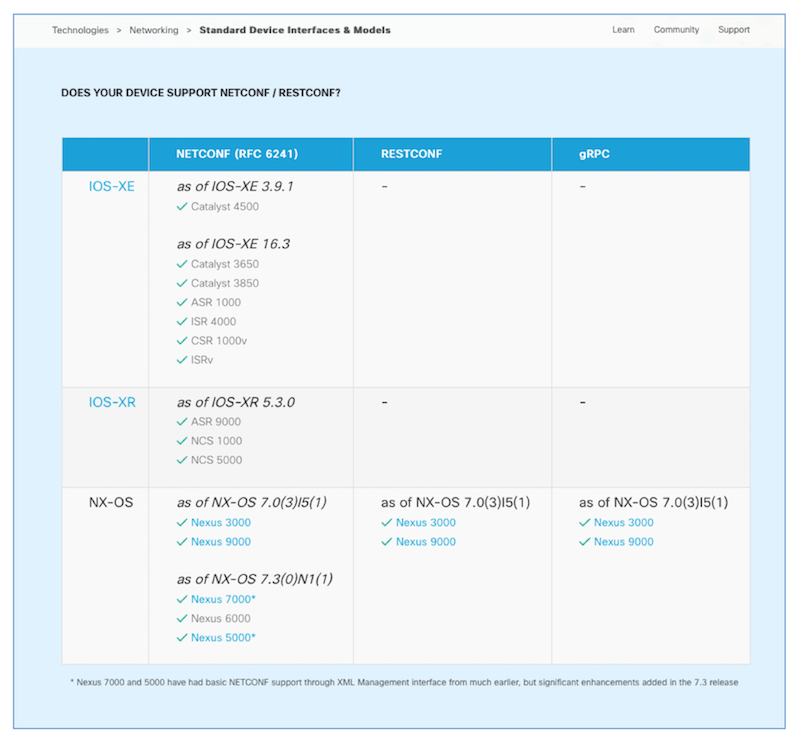 Technologies > Networking > Standard Device Interfaces & Models
Learn Community Support
DOES YOUR DEVICE SUPPORT NETCONF / RESTCONF?
NETCONF (RFC 6241) RESTCONF gRPC
IOS-XE
as of IOS-XE 3.9.1
✓ Catalyst 4500
as of IOS-XE 16.3
✓ Catalyst 3650
✓ Catalyst 3850
✓ ASR 1000
✓ ISR 4000
✓ CSR 1000v
✓ ISRv
-
-
IOS-XR
as of IOS-XR 5.3.0
✓ ASR 9000
✓ NCS 1000
✓ NCS 5000
-
-
NX-OS
as of NX-OS 7.0(3)I5(1)
✓ Nexus 3000
✓ Nexus 9000
as of NX-OS 7.3(0)N1(1)
✓ Nexus 7000*
✓ Nexus 6000
✓ Nexus 5000*
as of NX-OS 7.0(3)I5(1)
✓ Nexus 3000
✓ Nexus 9000
as of NX-OS 7.0(3)I5(1)
✓ Nexus 3000
✓ Nexus 9000
* Nexus 7000 and 5000 have had basic NETCONF support through XML Management interface from much earlier, but significant enhancements added in the 7.3 release